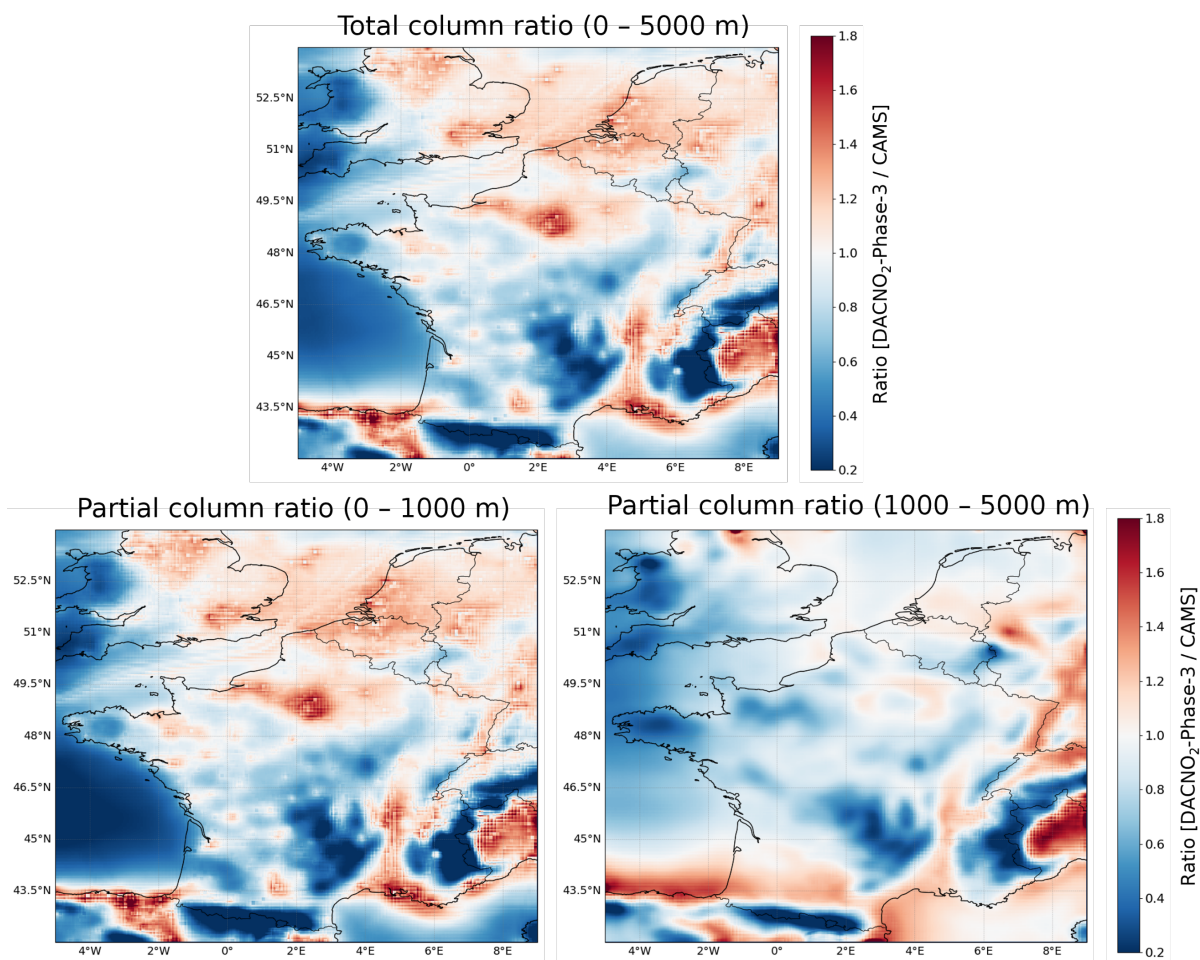 Total column ratio (0 – 5000 m)
52.5°N
51°N
49.5°N
48°N
46.5°N
45°N
43.5°N
4°W 2°W 0° 2°E 4°E 6°E 8°E
1.8
1.6
1.4
1.2
1.0
0.8
0.6
0.4
0.2
Ratio [DACNO₂-Phase-3 / CAMS]
Partial column ratio (0 – 1000 m)
52.5°N
51°N
49.5°N
48°N
46.5°N
45°N
43.5°N
4°W 2°W 0° 2°E 4°E 6°E 8°E
Partial column ratio (1000 – 5000 m)
52.5°N
51°N
49.5°N
48°N
46.5°N
45°N
43.5°N
4°W 2°W 0° 2°E 4°E 6°E 8°E
1.8
1.6
1.4
1.2
1.0
0.8
0.6
0.4
0.2
Ratio [DACNO₂-Phase-3 / CAMS]